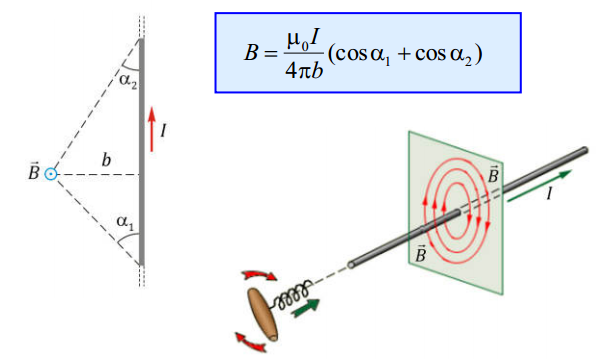 B = μ₀I / 4πb (cos α₁ + cos α₂)
α₂
I
B⃗
b
α₁
B⃗
I
B⃗